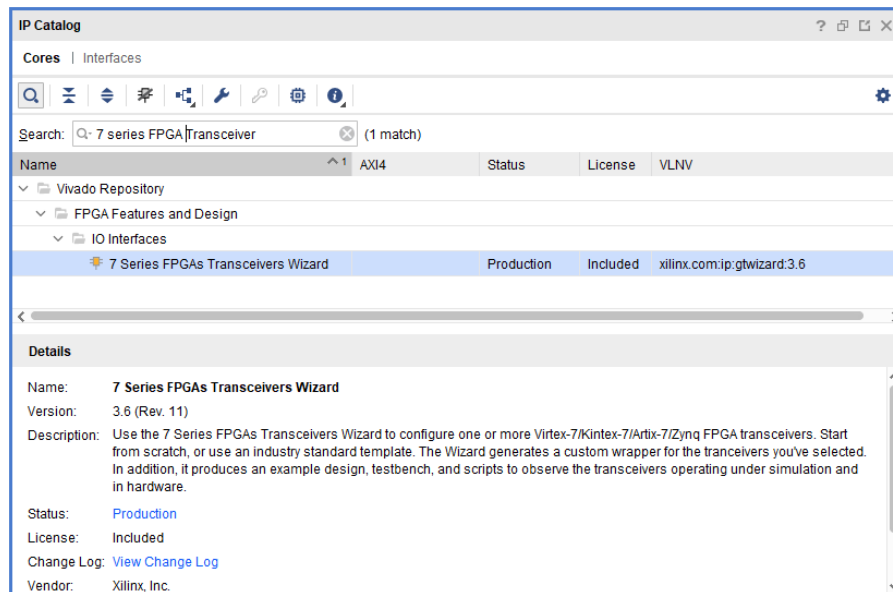 IP Catalog
Cores | Interfaces
Search: 7 series FPGA Transceiver (1 match)
Name 1 AXI4 Status License VLNV
Vivado Repository
FPGA Features and Design
IO Interfaces
7 Series FPGAs Transceivers Wizard Production Included xilinx.com:ip:gtwizard:3.6
Details
Name: 7 Series FPGAs Transceivers Wizard
Version: 3.6 (Rev. 11)
Description: Use the 7 Series FPGAs Transceivers Wizard to configure one or more Virtex-7/Kintex-7/Artix-7/Zynq FPGA transceivers. Start
from scratch, or use an industry standard template. The Wizard generates a custom wrapper for the tranceivers you've selected.
In addition, it produces an example design, testbench, and scripts to observe the transceivers operating under simulation and
in hardware.
Status: Production
License: Included
Change Log: View Change Log
Vendor: Xilinx, Inc.